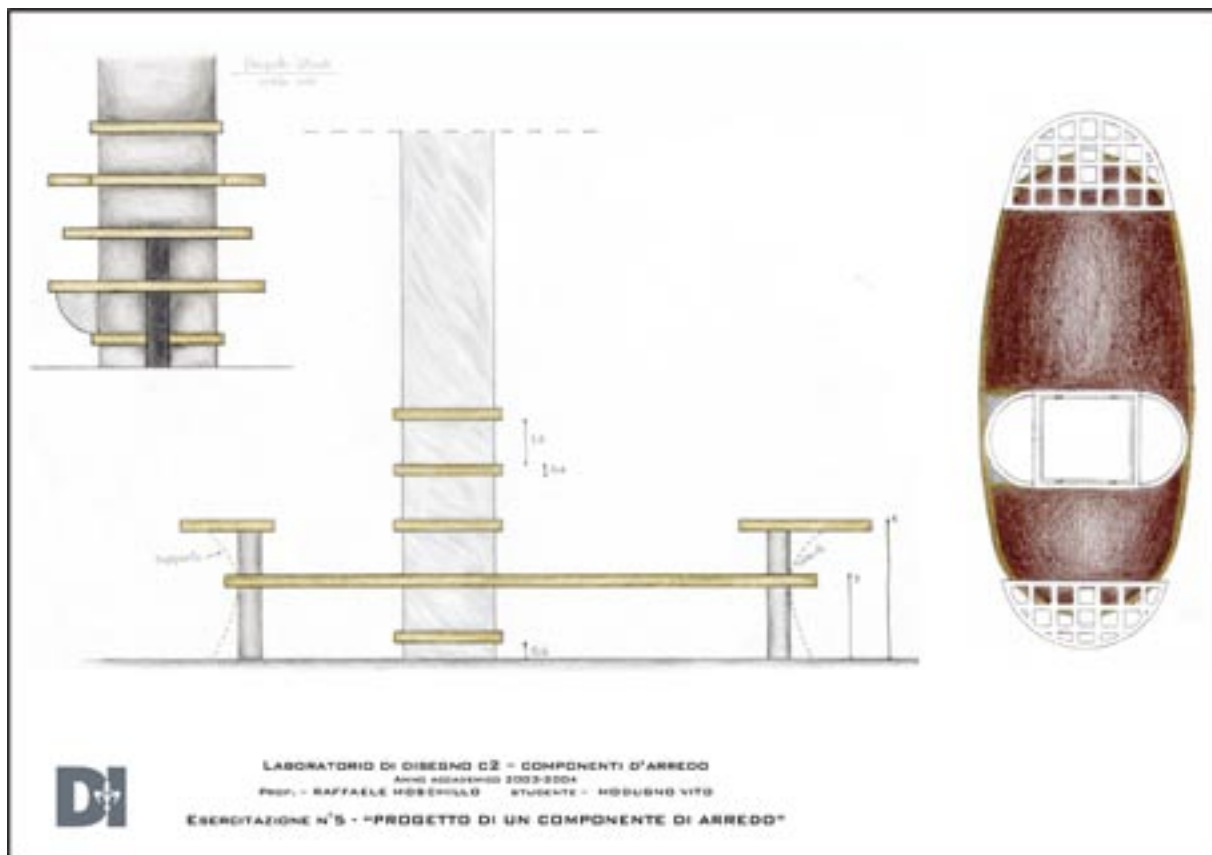 supporto
DI
LABORATORIO DI DISEGNO C2 - COMPONENTI D'ARREDO
ANNO ACCADEMICO 2003-2004
PROF. - RAFFAELE MOSCHILLO STUDENTE - MODUGNO VITO
ESERCITAZIONE N°5 - "PROGETTO DI UN COMPONENTE DI ARREDO"